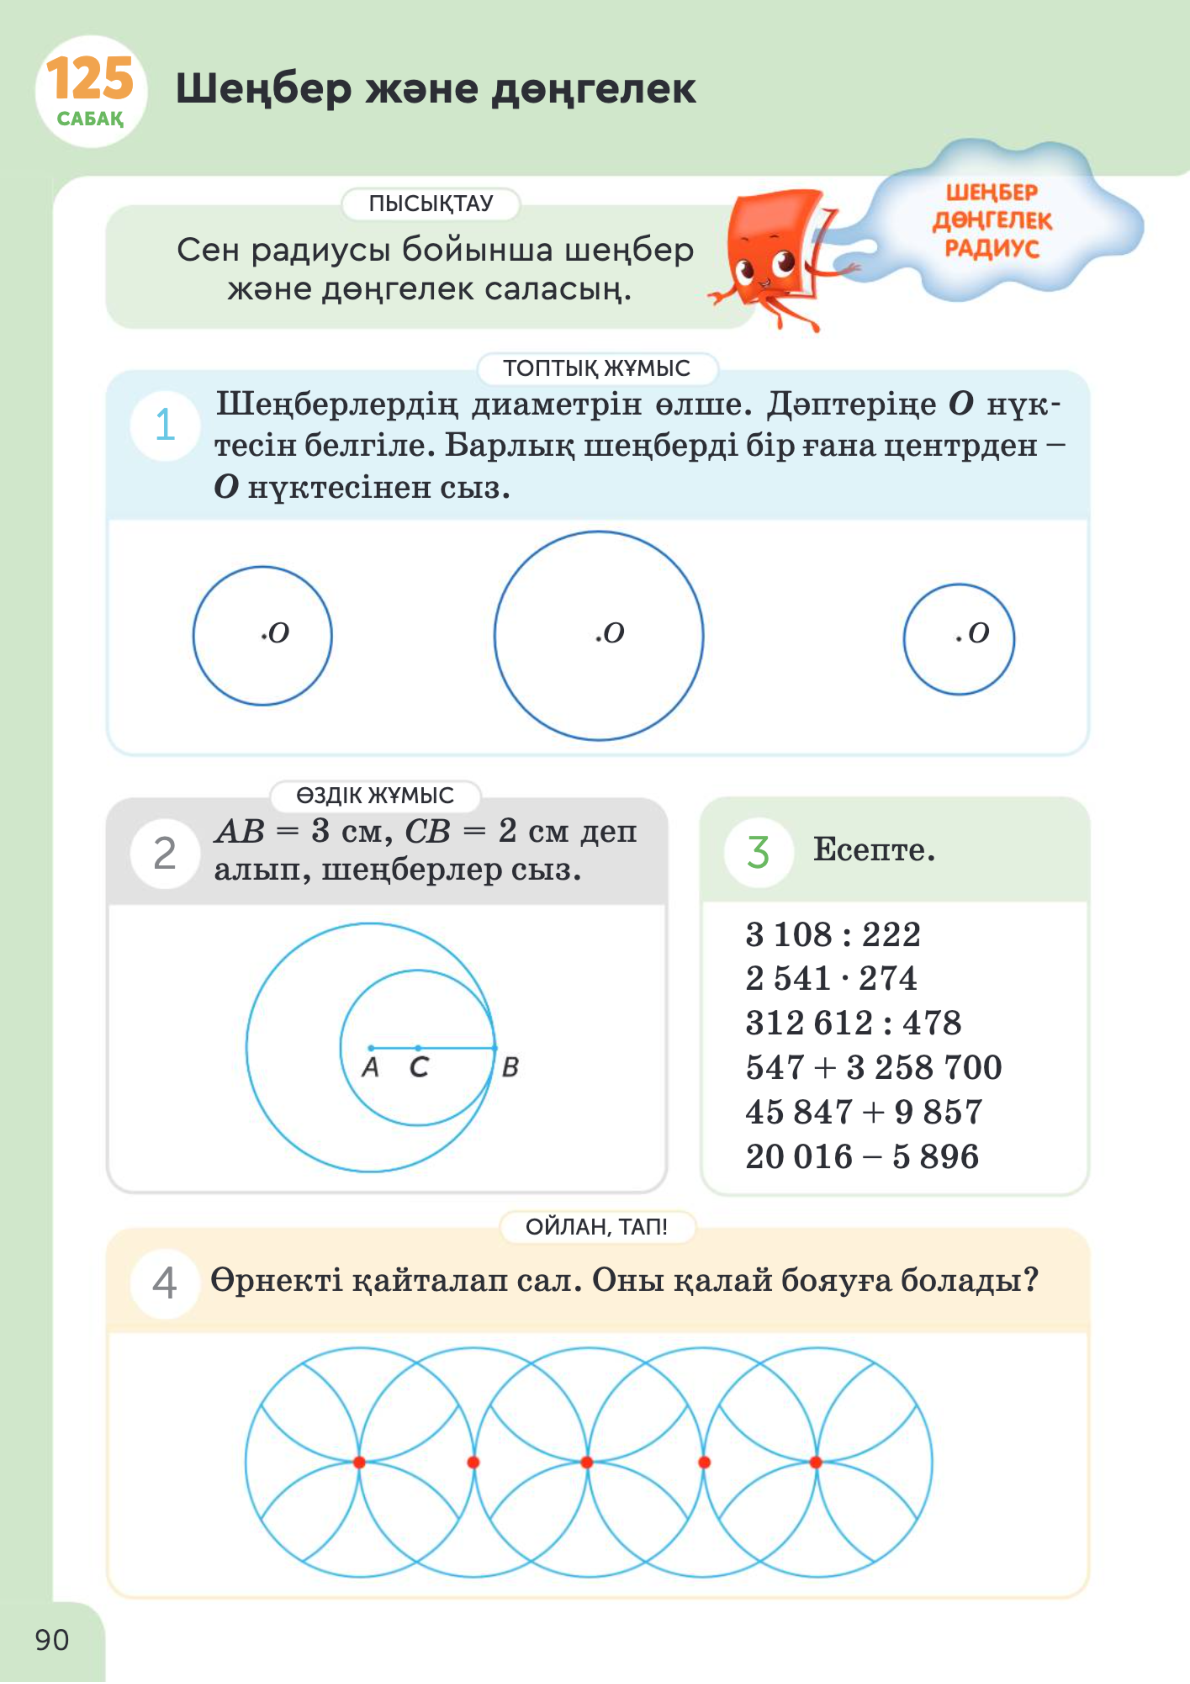 125
САБАҚ
Шеңбер және дөңгелек
ШЕҢБЕР
ДӨҢГЕЛЕК
РАДИУС
ПЫСЫҚТАУ
Сен радиусы бойынша шеңбер
және дөңгелек саласың.
ТОПТЫҚ ЖҰМЫС
1
Шеңберлердің диаметрін өлше. Дәптеріңе O нүк-
тесін белгіле. Барлық шеңберді бір ғана центрден –
O нүктесінен сыз.
.O
.O
. O
ӨЗДІК ЖҰМЫС
2
AB = 3 см, CB = 2 см деп
алып, шеңберлер сыз.
A C B
3
Есепте.
3 108 : 222
2 541 · 274
312 612 : 478
547 + 3 258 700
45 847 + 9 857
20 016 – 5 896
ОЙЛАН, ТАП!
4
Өрнекті қайталап сал. Оны қалай бояуға болады?
90